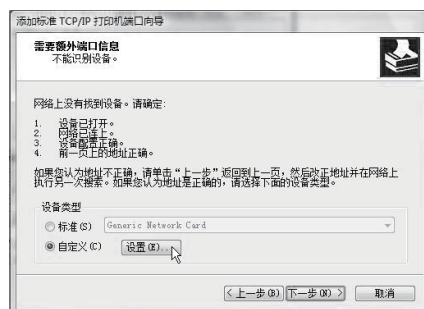 添加标准 TCP/IP 打印机端口向导
需要额外端口信息
不能识别设备。
网络上没有找到设备。请确定:
1. 设备已打开。
2. 网络已连上。
3. 设备配置正确。
4. 前一页上的地址正确。
如果您认为地址不正确，请单击“上一步”返回到上一页，然后改正地址并在网络上
执行另一次搜索。如果您认为地址是正确的，请选择下面的设备类型。
设备类型
标准(S) Generic Network Card
自定义(C) 设置(E)...
< 上一步(B) 下一步(N) > 取消